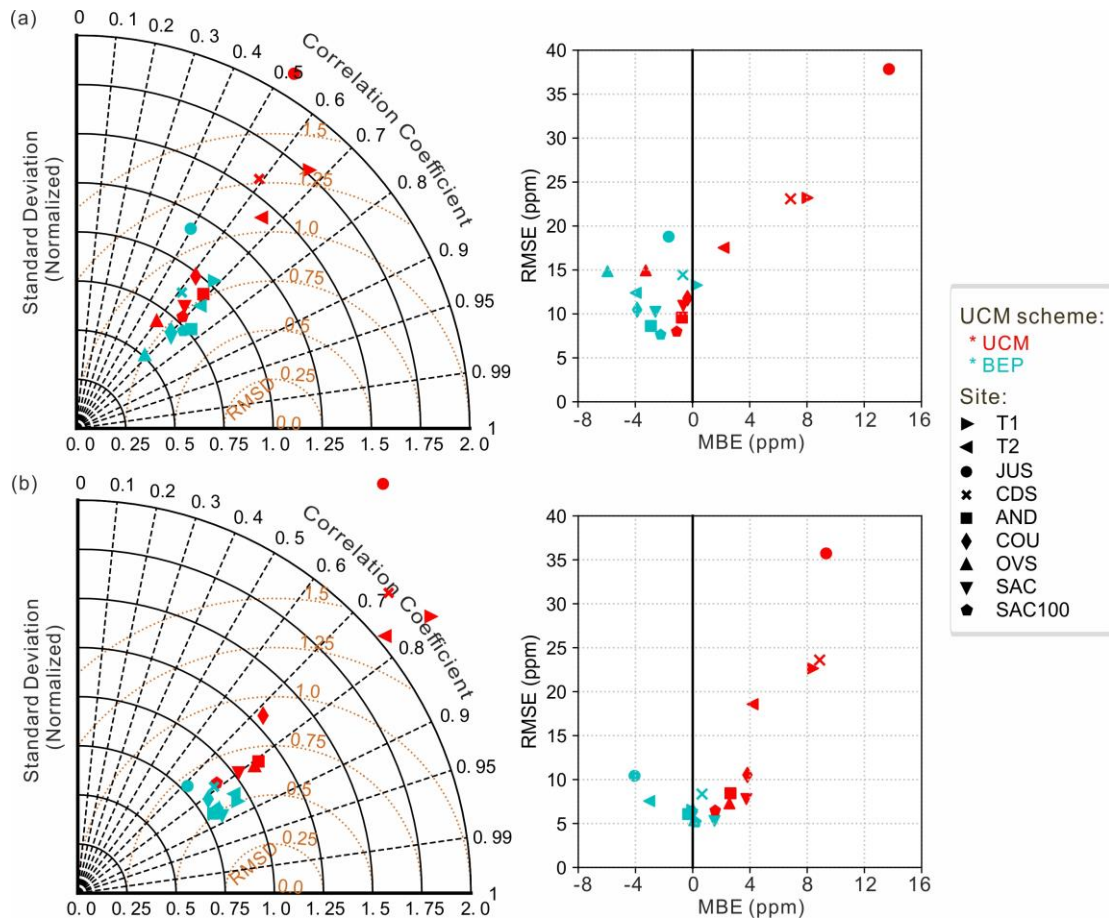 (a)
0
0.1
0.2
0.3
0.4
0.5
0.6
0.7
0.8
0.9
0.95
0.99
1
Correlation Coefficient
Standard Deviation
(Normalized)
1.5
1.25
1.0
0.75
0.5
0.25
0.0
RMSD
0.0 0.25 0.5 0.75 1.0 1.25 1.5 1.75 2.0
RMSE (ppm)
40
35
30
25
20
15
10
5
0
-8 -4 0 4 8 12 16
MBE (ppm)
UCM scheme:
* UCM
* BEP
Site:
T1
T2
JUS
CDS
AND
COU
OVS
SAC
SAC100
(b)
0
0.1
0.2
0.3
0.4
0.5
0.6
0.7
0.8
0.9
0.95
0.99
1
Correlation Coefficient
Standard Deviation
(Normalized)
1.5
1.25
1.0
0.75
0.5
0.25
0.0
RMSD
0.0 0.25 0.5 0.75 1.0 1.25 1.5 1.75 2.0
RMSE (ppm)
40
35
30
25
20
15
10
5
0
-8 -4 0 4 8 12 16
MBE (ppm)